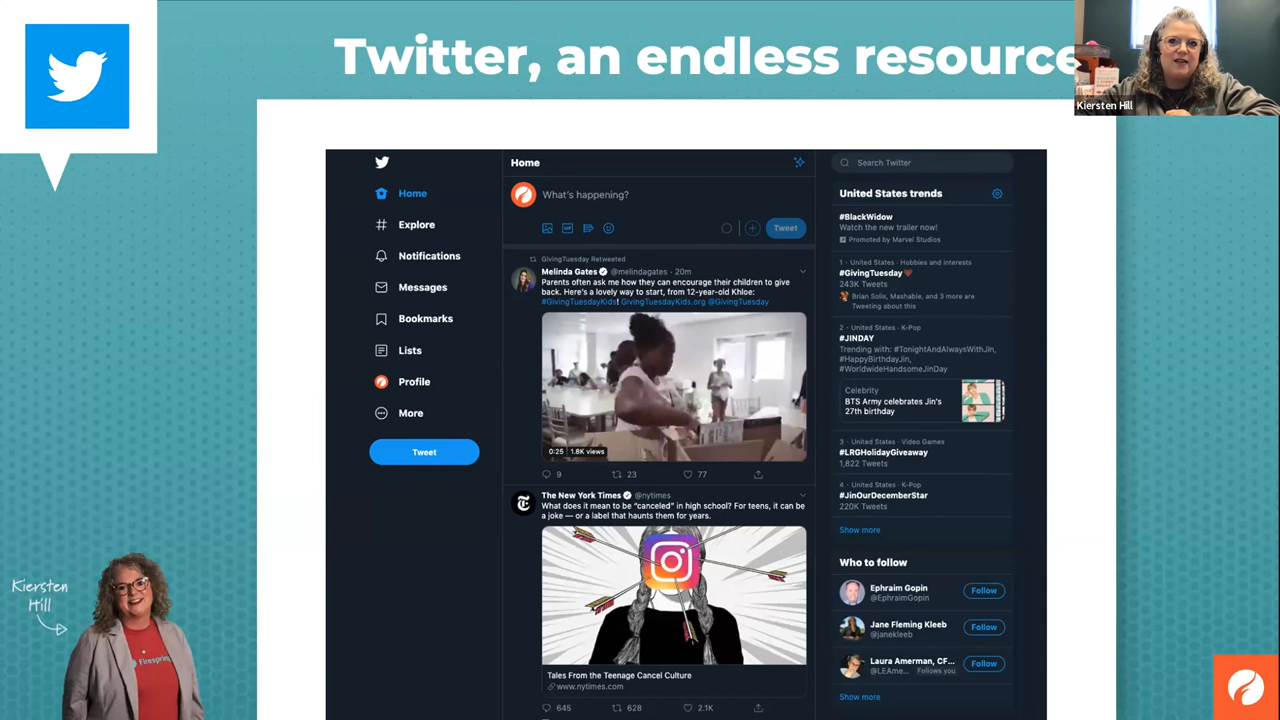 Twitter, an endless resource
Kiersten Hill
Home
Explore
Notifications
Messages
Bookmarks
Lists
Profile
More
Tweet
Home
What's happening?
GIF
Tweet
GivingTuesday Retweeted
Melinda Gates @melindagates · 20m
Parents often ask me how they can encourage their children to give
back. Here's a lovely way to start, from 12-year-old Khloe:
#GivingTuesdayKids! GivingTuesdayKids.org @GivingTuesday
0:25 1.8K views
9 23 77
The New York Times @nytimes
What does it mean to be “canceled” in high school? For teens, it can be
a joke — or a label that haunts them for years.
Tales From the Teenage Cancel Culture
www.nytimes.com
645 628 2.1K
Search Twitter
United States trends
#BlackWidow
Watch the new trailer now!
Promoted by Marvel Studios
1 · United States · Hobbies and interests
#GivingTuesday
243K Tweets
Brian Solis, Mashable, and 3 more are
Tweeting about this
2 · United States · K-Pop
#JINDAY
Trending with: #TonightAndAlwaysWithJin,
#HappyBirthdayJin,
#WorldwideHandsomeJinDay
Celebrity
BTS Army celebrates Jin's
27th birthday
3 · United States · Video Games
#LRGHolidayGiveaway
1,822 Tweets
4 · United States · K-Pop
#JinOurDecemberStar
220K Tweets
Show more
Who to follow
Ephraim Gopin
@EphraimGopin
Follow
Jane Fleming Kleeb
@janekleeb
Follow
Laura Amerman, CF...
@LEAme... Follows you
Follow
Show more
Kiersten
Hill
Firespring